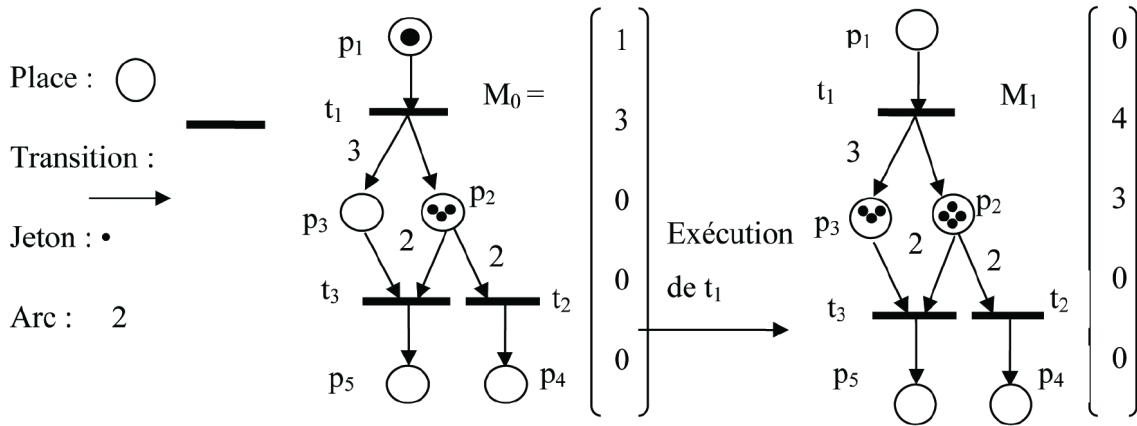 Place :
Transition :
Jeton :
Arc : 2
p1
t1
3
p3
p2
2
2
t3
t2
p5
p4
M0 =
1
3
0
0
0
Exécution
de t1
p1
t1
3
p3
p2
2
2
t3
t2
p5
p4
M1
0
4
3
0
0